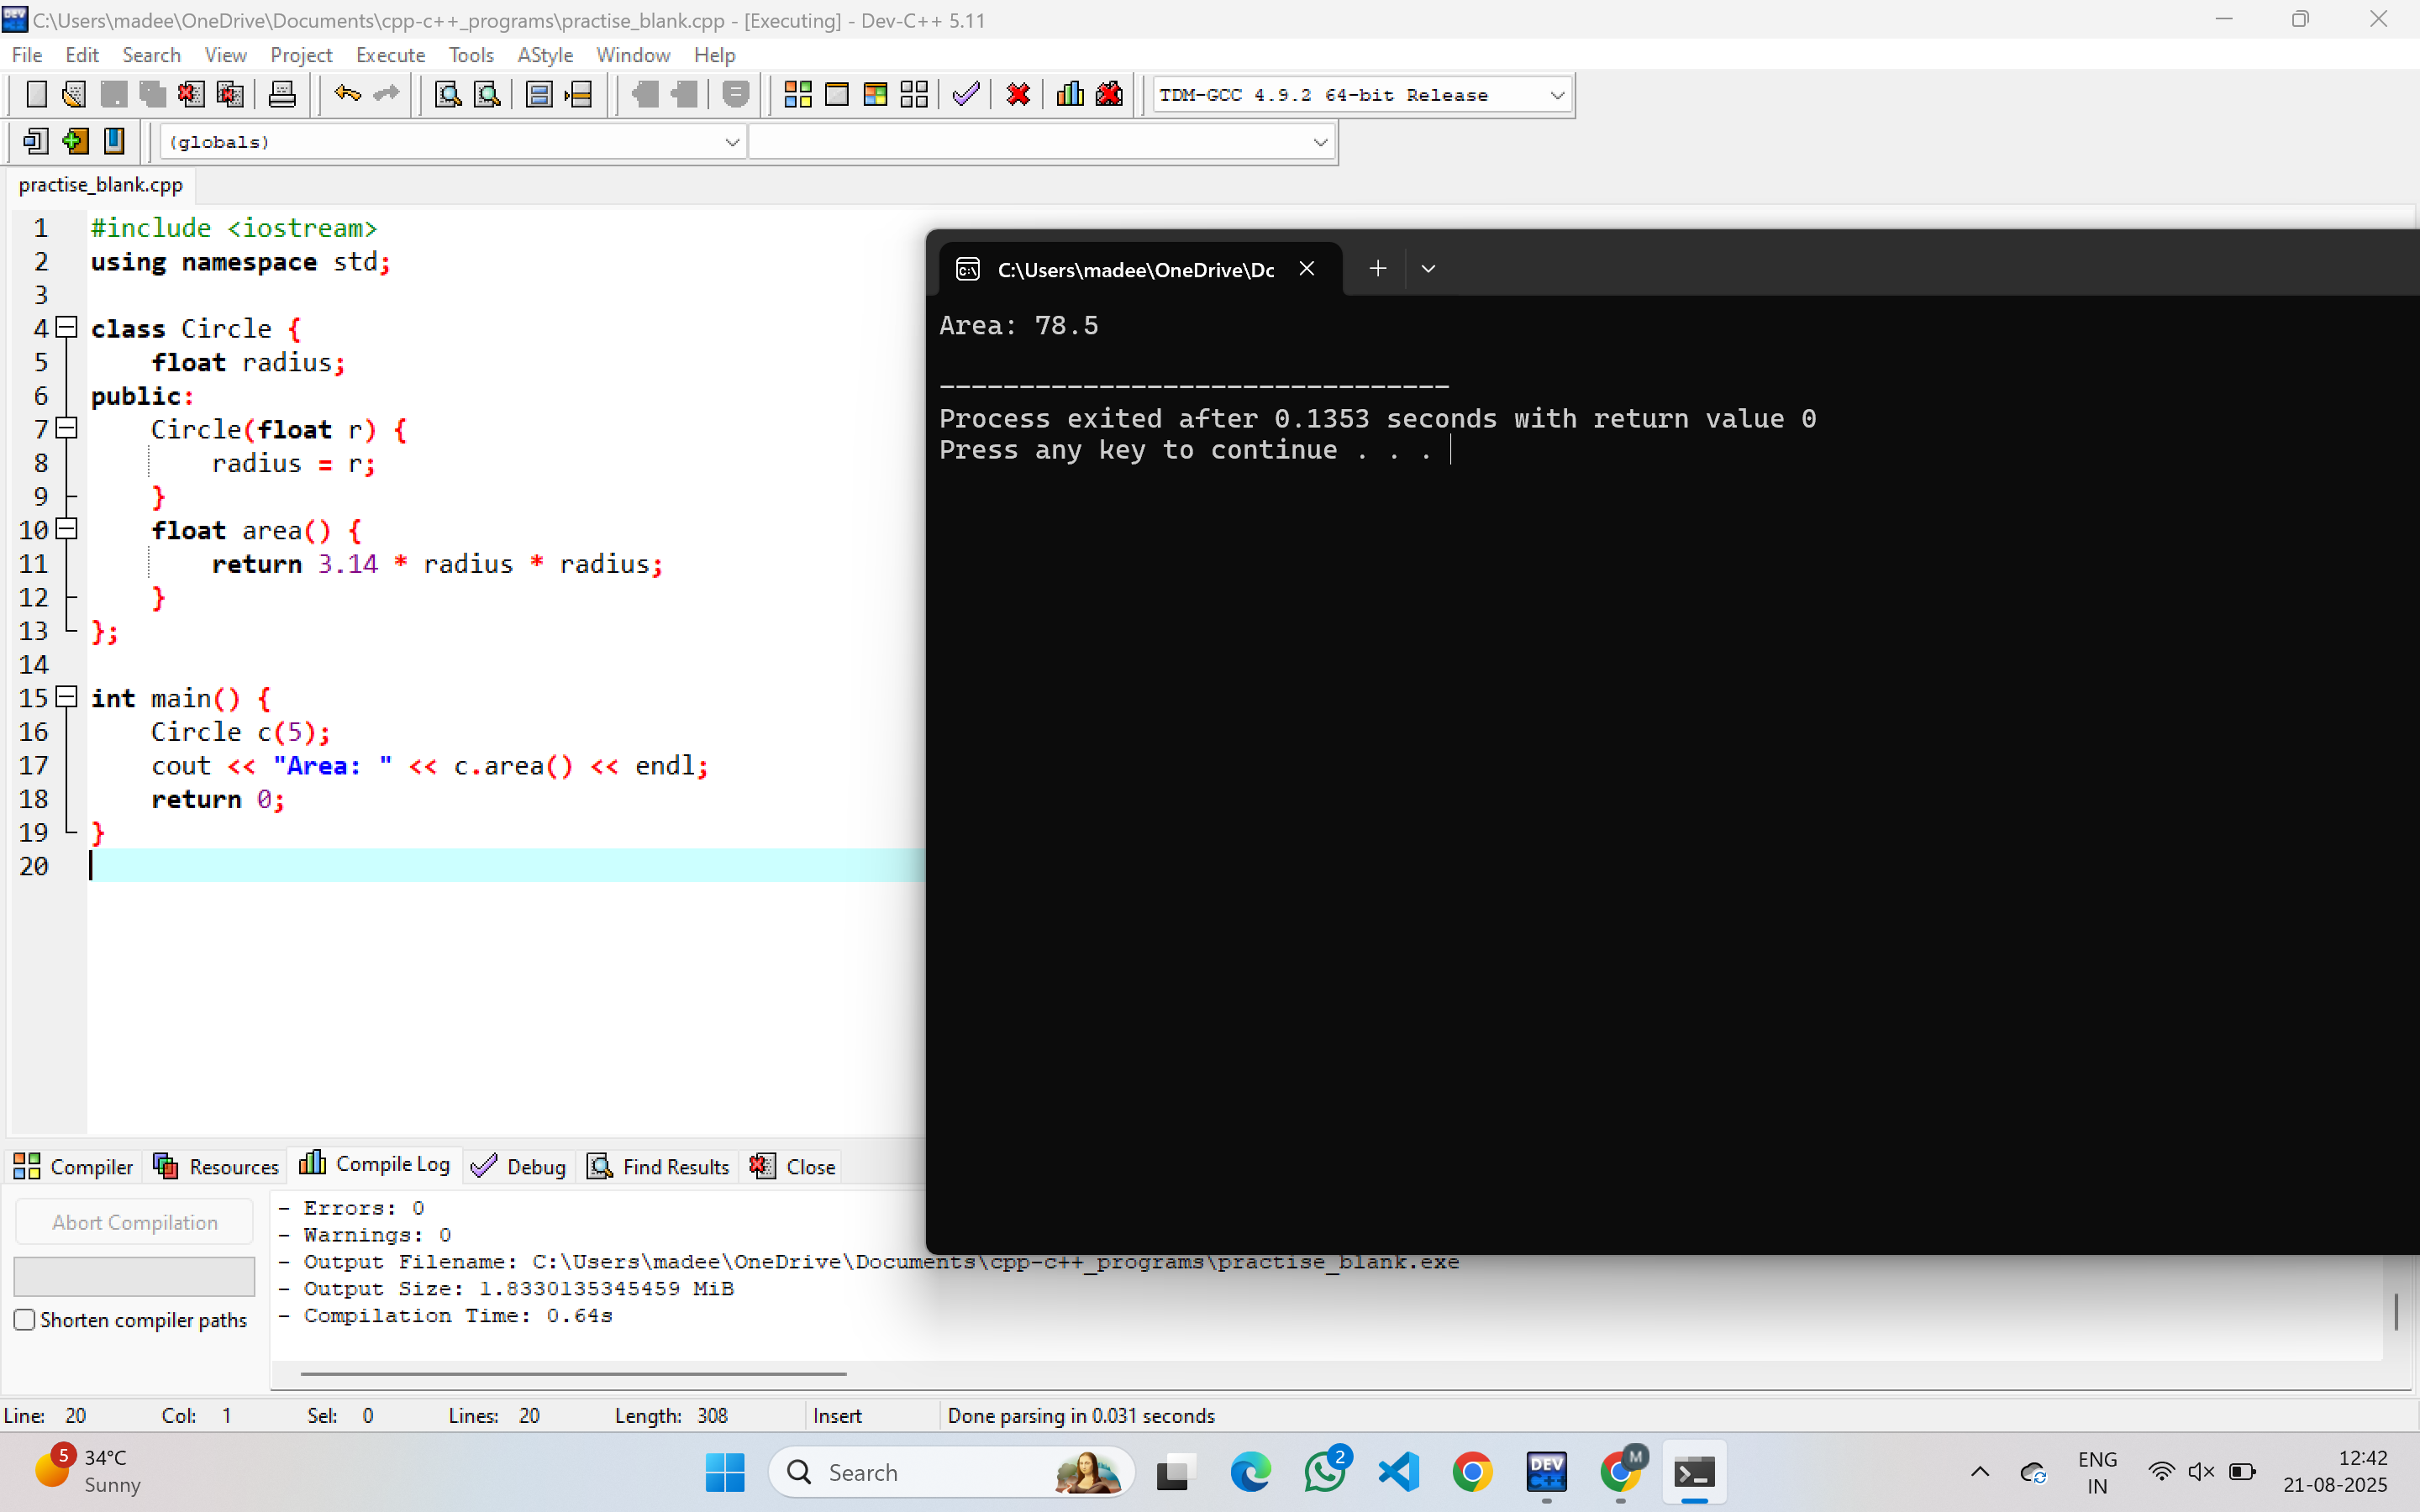 C:\Users\madee\OneDrive\Documents\cpp-c++_programs\practise_blank.cpp - [Executing] - Dev-C++ 5.11
File Edit Search View Project Execute Tools AStyle Window Help
TDM-GCC 4.9.2 64-bit Release
(globals)
practise_blank.cpp
1 #include <iostream>
2 using namespace std;
3
4 class Circle {
5 float radius;
6 public:
7 Circle(float r) {
8 radius = r;
9 }
10 float area() {
11 return 3.14 * radius * radius;
12 }
13 };
14
15 int main() {
16 Circle c(5);
17 cout << "Area: " << c.area() << endl;
18 return 0;
19 }
20
C:\Users\madee\OneDrive\Dc
Area: 78.5
--------------------------------
Process exited after 0.1353 seconds with return value 0
Press any key to continue . . .
Compiler Resources Compile Log Debug Find Results Close
Abort Compilation
Shorten compiler paths
- Errors: 0
- Warnings: 0
- Output Filename: C:\Users\madee\OneDrive\Documents\cpp-c++_programs\practise_blank.exe
- Output Size: 1.8330135345459 MiB
- Compilation Time: 0.64s
Line: 20 Col: 1 Sel: 0 Lines: 20 Length: 308 Insert Done parsing in 0.031 seconds
5
34°C
Sunny
Search
2
DEV
C++
M
ENG
IN
12:42
21-08-2025